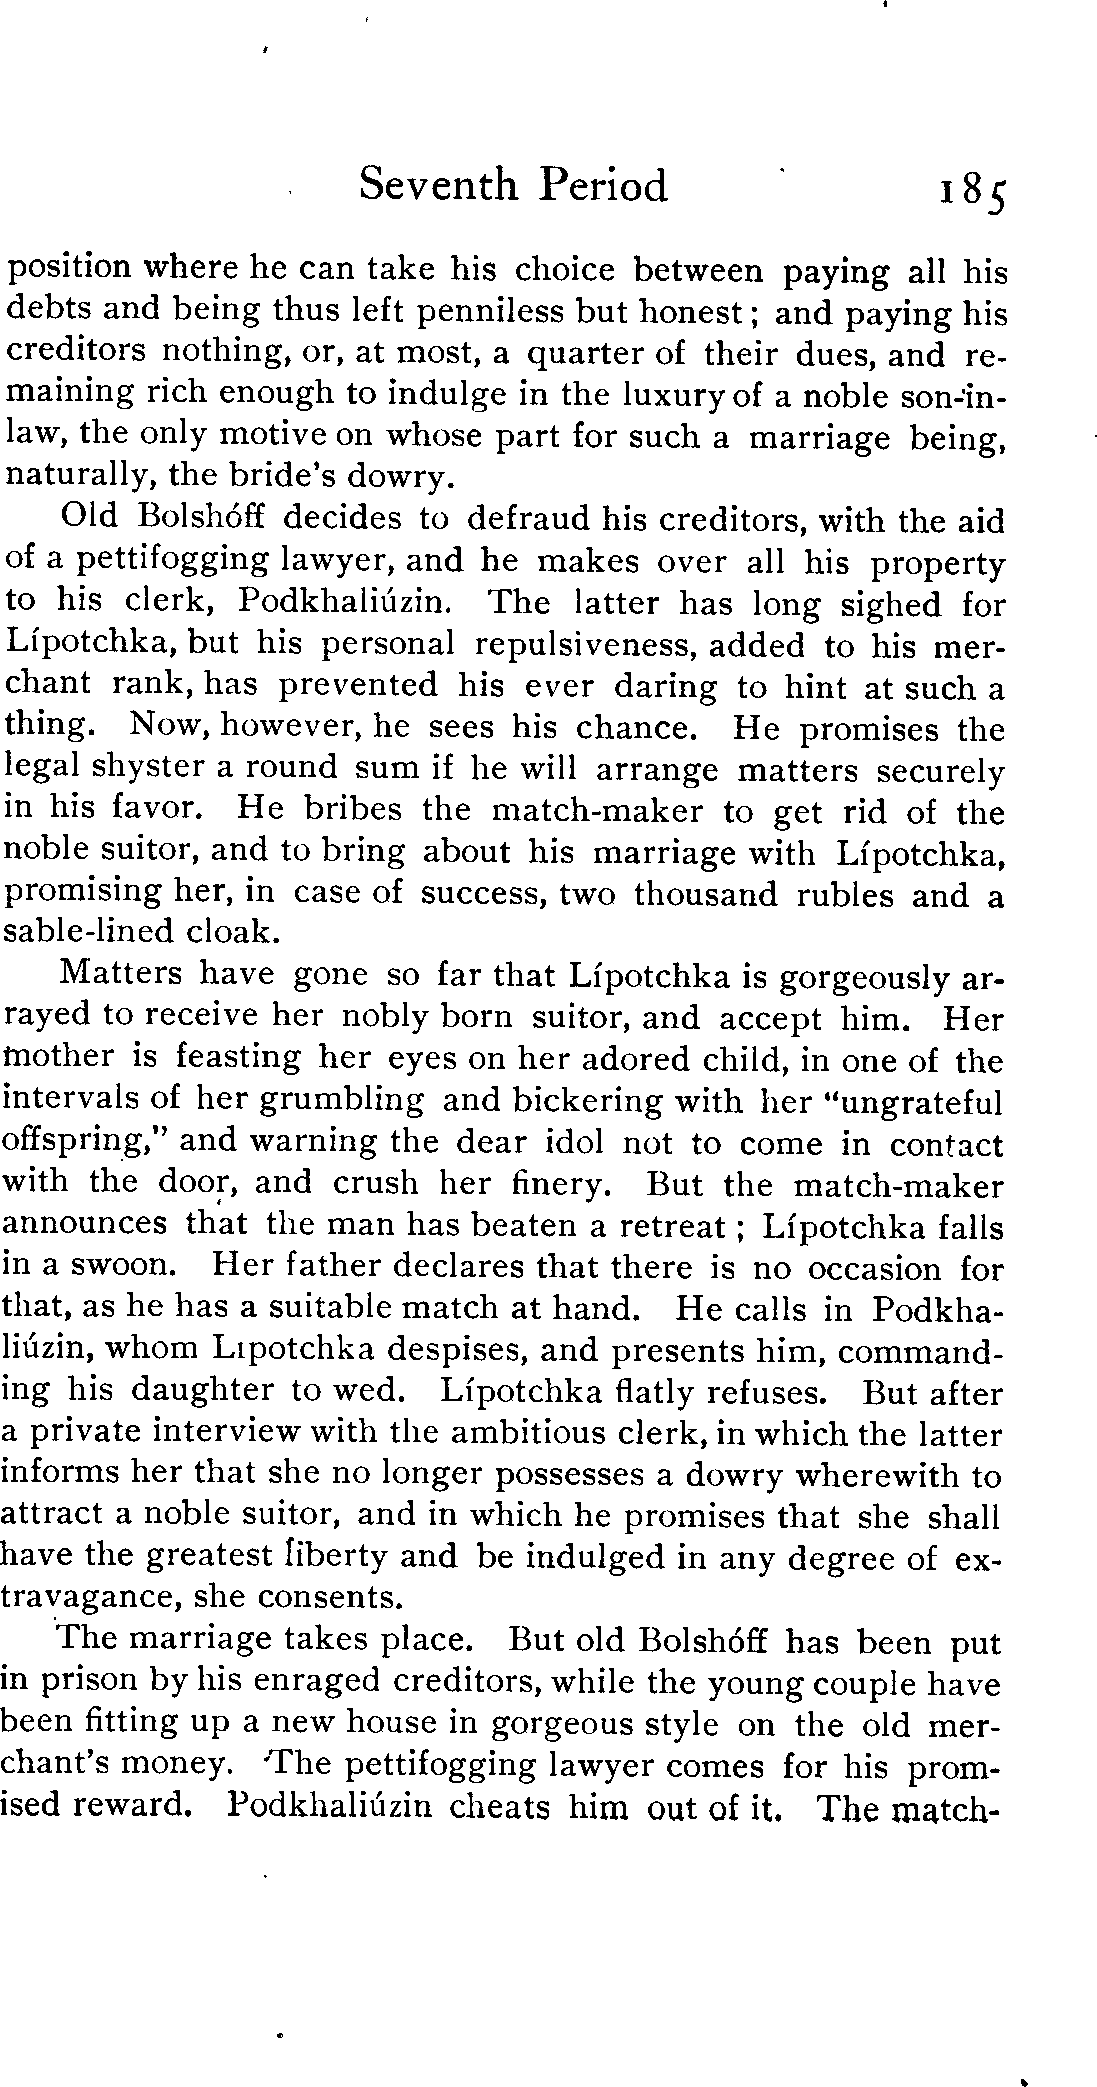 Seventh Period 185
position where he can take his choice between paying all his
debts and being thus left penniless but honest; and paying his
creditors nothing, or, at most, a quarter of their dues, and re-
maining rich enough to indulge in the luxury of a noble son-in-
law, the only motive on whose part for such a marriage being,
naturally, the bride's dowry.
Old Bolshóff decides to defraud his creditors, with the aid
of a pettifogging lawyer, and he makes over all his property
to his clerk, Podkhaliúzin. The latter has long sighed for
Lípotchka, but his personal repulsiveness, added to his mer-
chant rank, has prevented his ever daring to hint at such a
thing. Now, however, he sees his chance. He promises the
legal shyster a round sum if he will arrange matters securely
in his favor. He bribes the match-maker to get rid of the
noble suitor, and to bring about his marriage with Lípotchka,
promising her, in case of success, two thousand rubles and a
sable-lined cloak.
Matters have gone so far that Lípotchka is gorgeously ar-
rayed to receive her nobly born suitor, and accept him. Her
mother is feasting her eyes on her adored child, in one of the
intervals of her grumbling and bickering with her "ungrateful
offspring," and warning the dear idol not to come in contact
with the door, and crush her finery. But the match-maker
announces that the man has beaten a retreat; Lípotchka falls
in a swoon. Her father declares that there is no occasion for
that, as he has a suitable match at hand. He calls in Podkha-
liúzin, whom Lipotchka despises, and presents him, command-
ing his daughter to wed. Lípotchka flatly refuses. But after
a private interview with the ambitious clerk, in which the latter
informs her that she no longer possesses a dowry wherewith to
attract a noble suitor, and in which he promises that she shall
have the greatest liberty and be indulged in any degree of ex-
travagance, she consents.
The marriage takes place. But old Bolshóff has been put
in prison by his enraged creditors, while the young couple have
been fitting up a new house in gorgeous style on the old mer-
chant's money. The pettifogging lawyer comes for his prom-
ised reward. Podkhaliúzin cheats him out of it. The match-